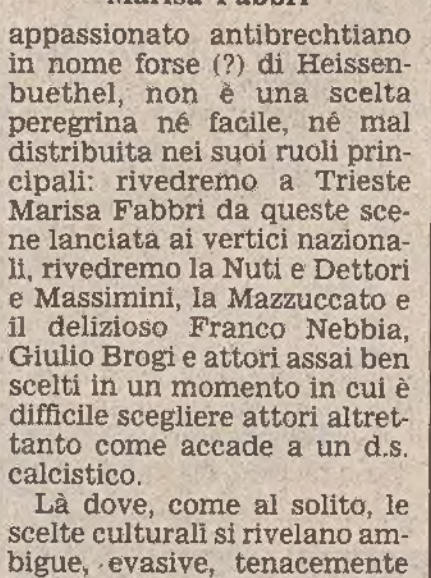 Marisa Fabbri
appassionato antibrechtiano
in nome forse (?) di Heissen-
buethel, non è una scelta
peregrina né facile, né mal
distribuita nei suoi ruoli prin-
cipali: rivedremo a Trieste
Marisa Fabbri da queste sce-
ne lanciata ai vertici naziona-
li, rivedremo la Nuti e Dettori
e Massimini, la Mazzuccato e
il delizioso Franco Nebbia,
Giulio Brogi e attori assai ben
scelti in un momento in cui è
difficile scegliere attori altret-
tanto come accade a un d.s.
calcistico.
Là dove, come al solito, le
scelte culturali si rivelano am-
bigue, evasive, tenacemente